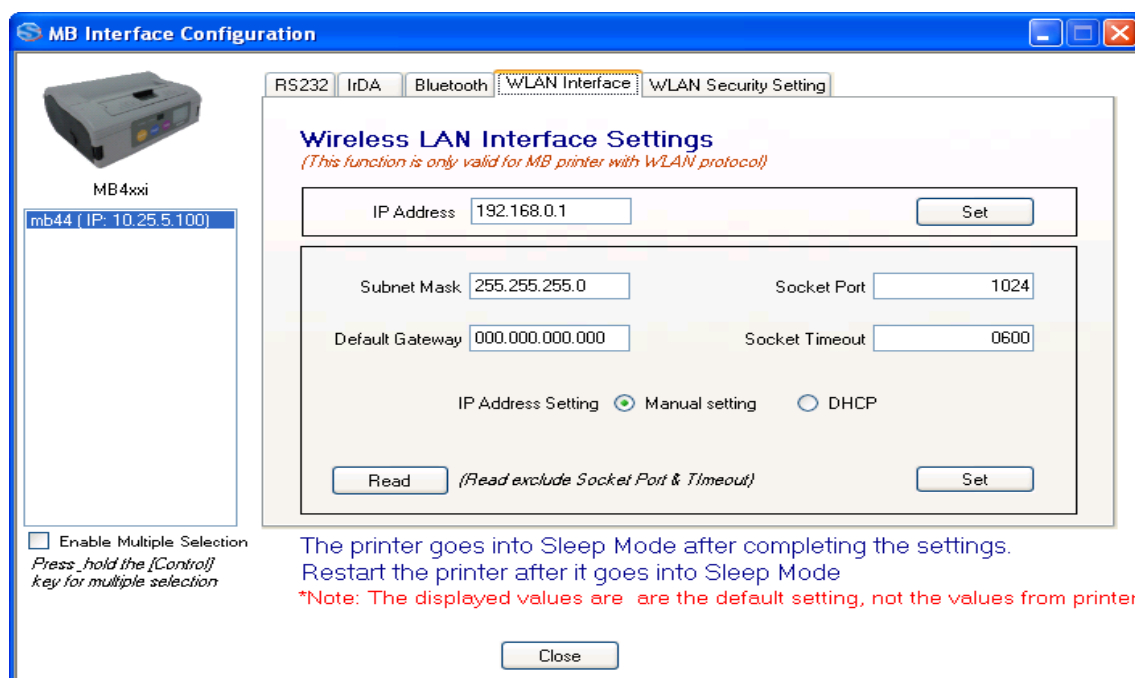 MB Interface Configuration
RS232 IrDA Bluetooth WLAN Interface WLAN Security Setting
Wireless LAN Interface Settings
(This function is only valid for MB printer with WLAN protocol)
MB4xxi
mb44 ( IP: 10.25.5.100)
IP Address 192.168.0.1 Set
Subnet Mask 255.255.255.0 Socket Port 1024
Default Gateway 000.000.000.000 Socket Timeout 0600
IP Address Setting Manual setting DHCP
Read (Read exclude Socket Port & Timeout) Set
Enable Multiple Selection
Press_hold the [Control]
key for multiple selection
The printer goes into Sleep Mode after completing the settings.
Restart the printer after it goes into Sleep Mode
*Note: The displayed values are are the default setting, not the values from printer
Close